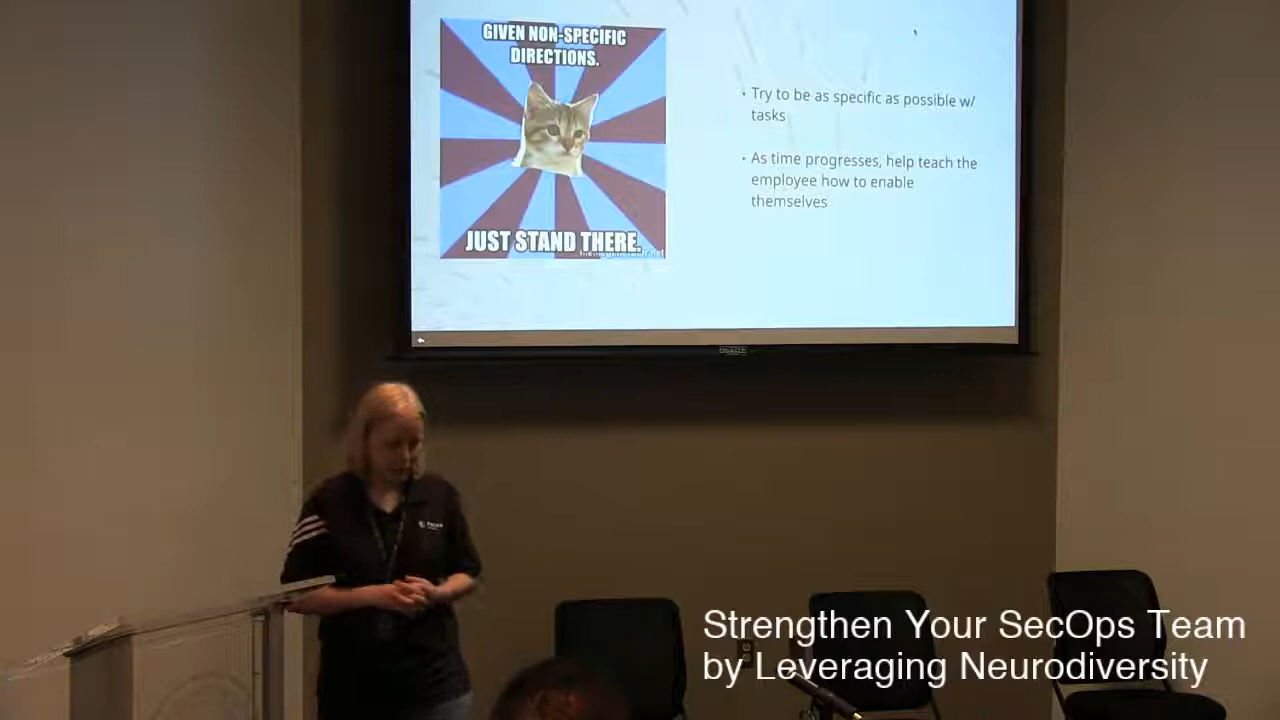 GIVEN NON-SPECIFIC
DIRECTIONS.
JUST STAND THERE.
• Try to be as specific as possible w/
tasks
• As time progresses, help teach the
employee how to enable
themselves
Strengthen Your SecOps Team
by Leveraging Neurodiversity